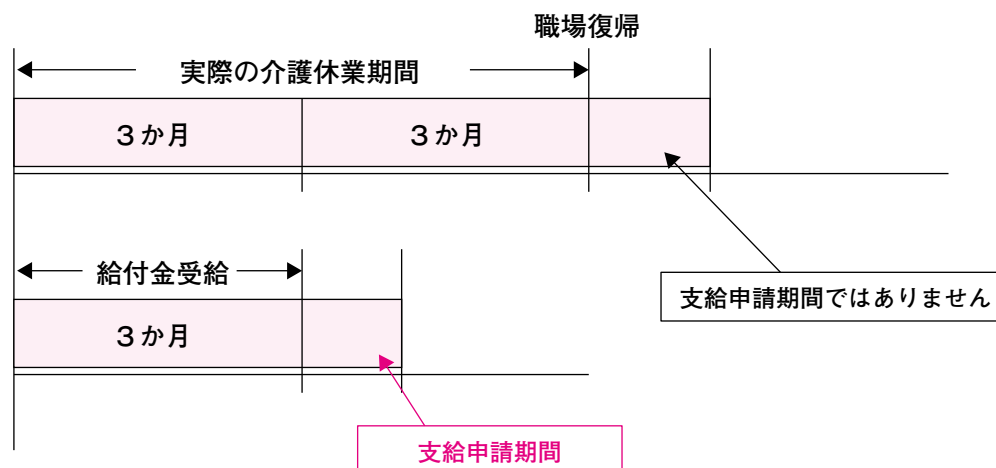 職場復帰
実際の介護休業期間
３か月
３か月
給付金受給
支給申請期間ではありません
３か月
支給申請期間